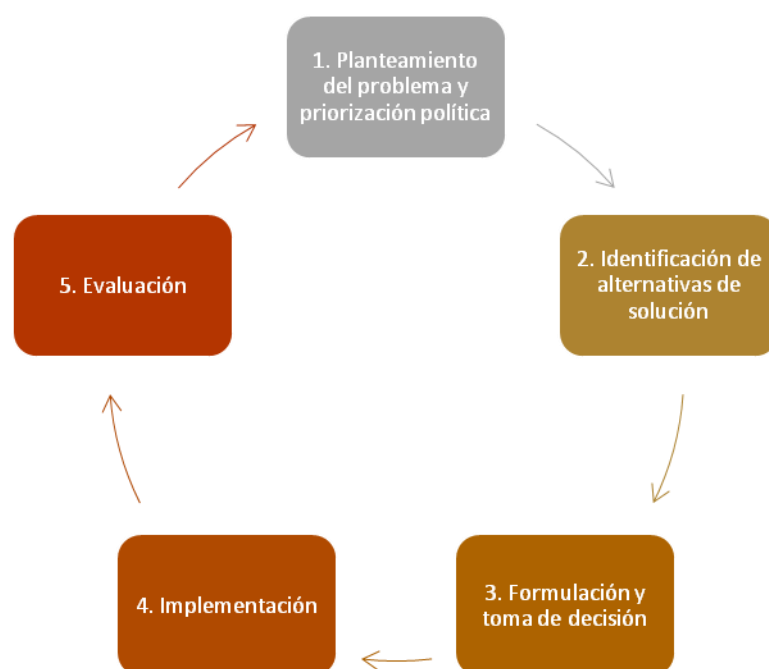 1. Planteamiento
del problema y
priorización política
2. Identificación de
alternativas de
solución
3. Formulación y
toma de decisión
4. Implementación
5. Evaluación